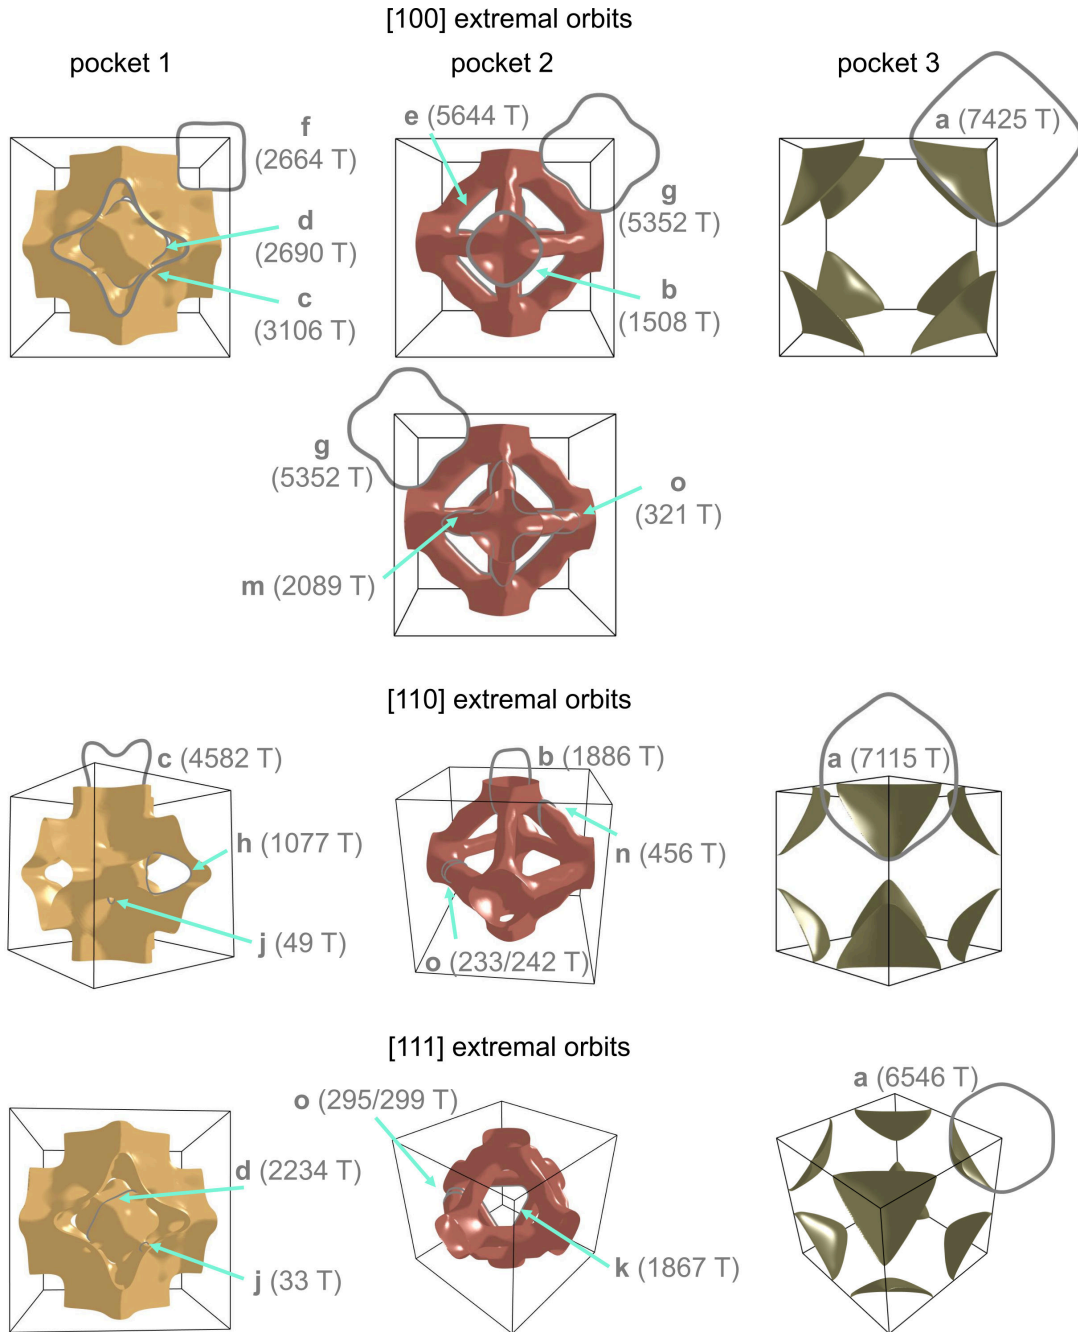 [100] extremal orbits
pocket 1
pocket 2
pocket 3
f
(2664 T)
d
(2690 T)
c
(3106 T)
e (5644 T)
g
(5352 T)
b
(1508 T)
a (7425 T)
g
(5352 T)
o
(321 T)
m (2089 T)
[110] extremal orbits
c (4582 T)
h (1077 T)
j (49 T)
b (1886 T)
n (456 T)
o (233/242 T)
a (7115 T)
[111] extremal orbits
d (2234 T)
j (33 T)
o (295/299 T)
k (1867 T)
a (6546 T)